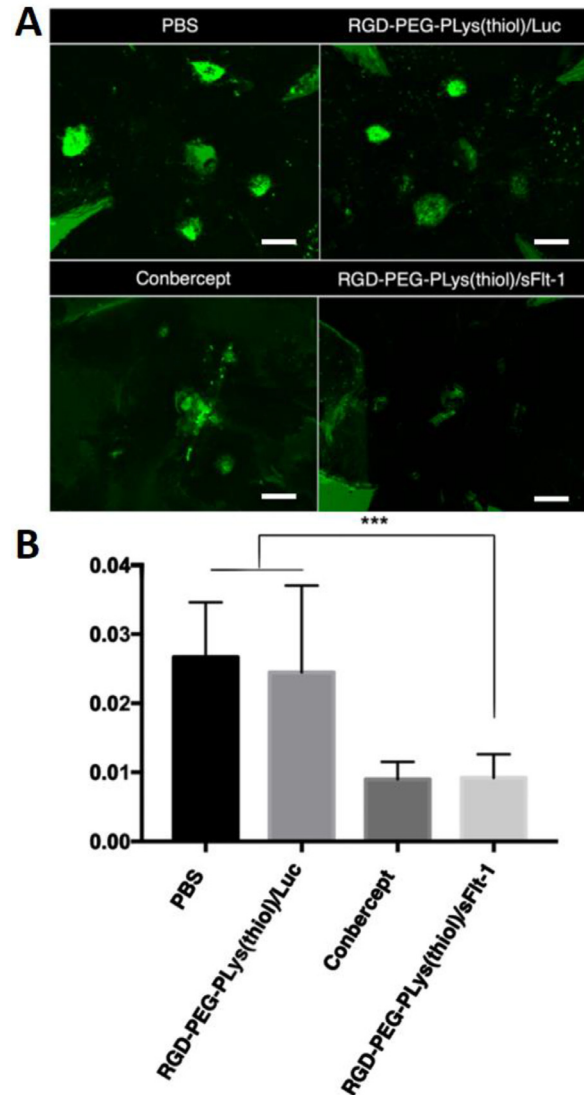 A
PBS
RGD-PEG-PLys(thiol)/Luc
Conbercept
RGD-PEG-PLys(thiol)/sFlt-1
B
***
0.04
0.03
0.02
0.01
0.00
PBS
RGD-PEG-PLys(thiol)/Luc
Conbercept
RGD-PEG-PLys(thiol)/sFlt-1